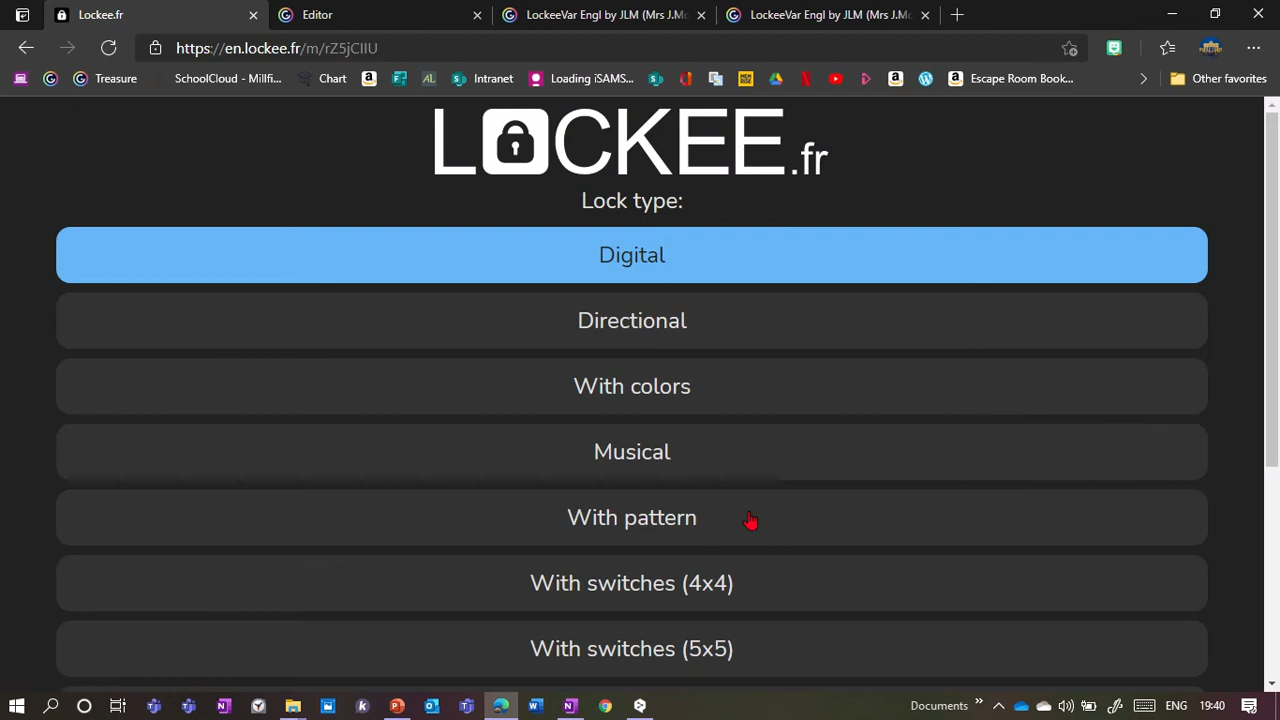 Lockee.fr
Editor
LockeeVar Engl by JLM (Mrs J.Mc
LockeeVar Engl by JLM (Mrs J.Mc
https://en.lockee.fr/m/rZ5jCIIU
Treasure
SchoolCloud - Millfi...
Chart
Intranet
Loading iSAMS...
Escape Room Book...
Other favorites
LOCKEE.fr
Lock type:
Digital
Directional
With colors
Musical
With pattern
With switches (4x4)
With switches (5x5)
Documents
ENG
19:40